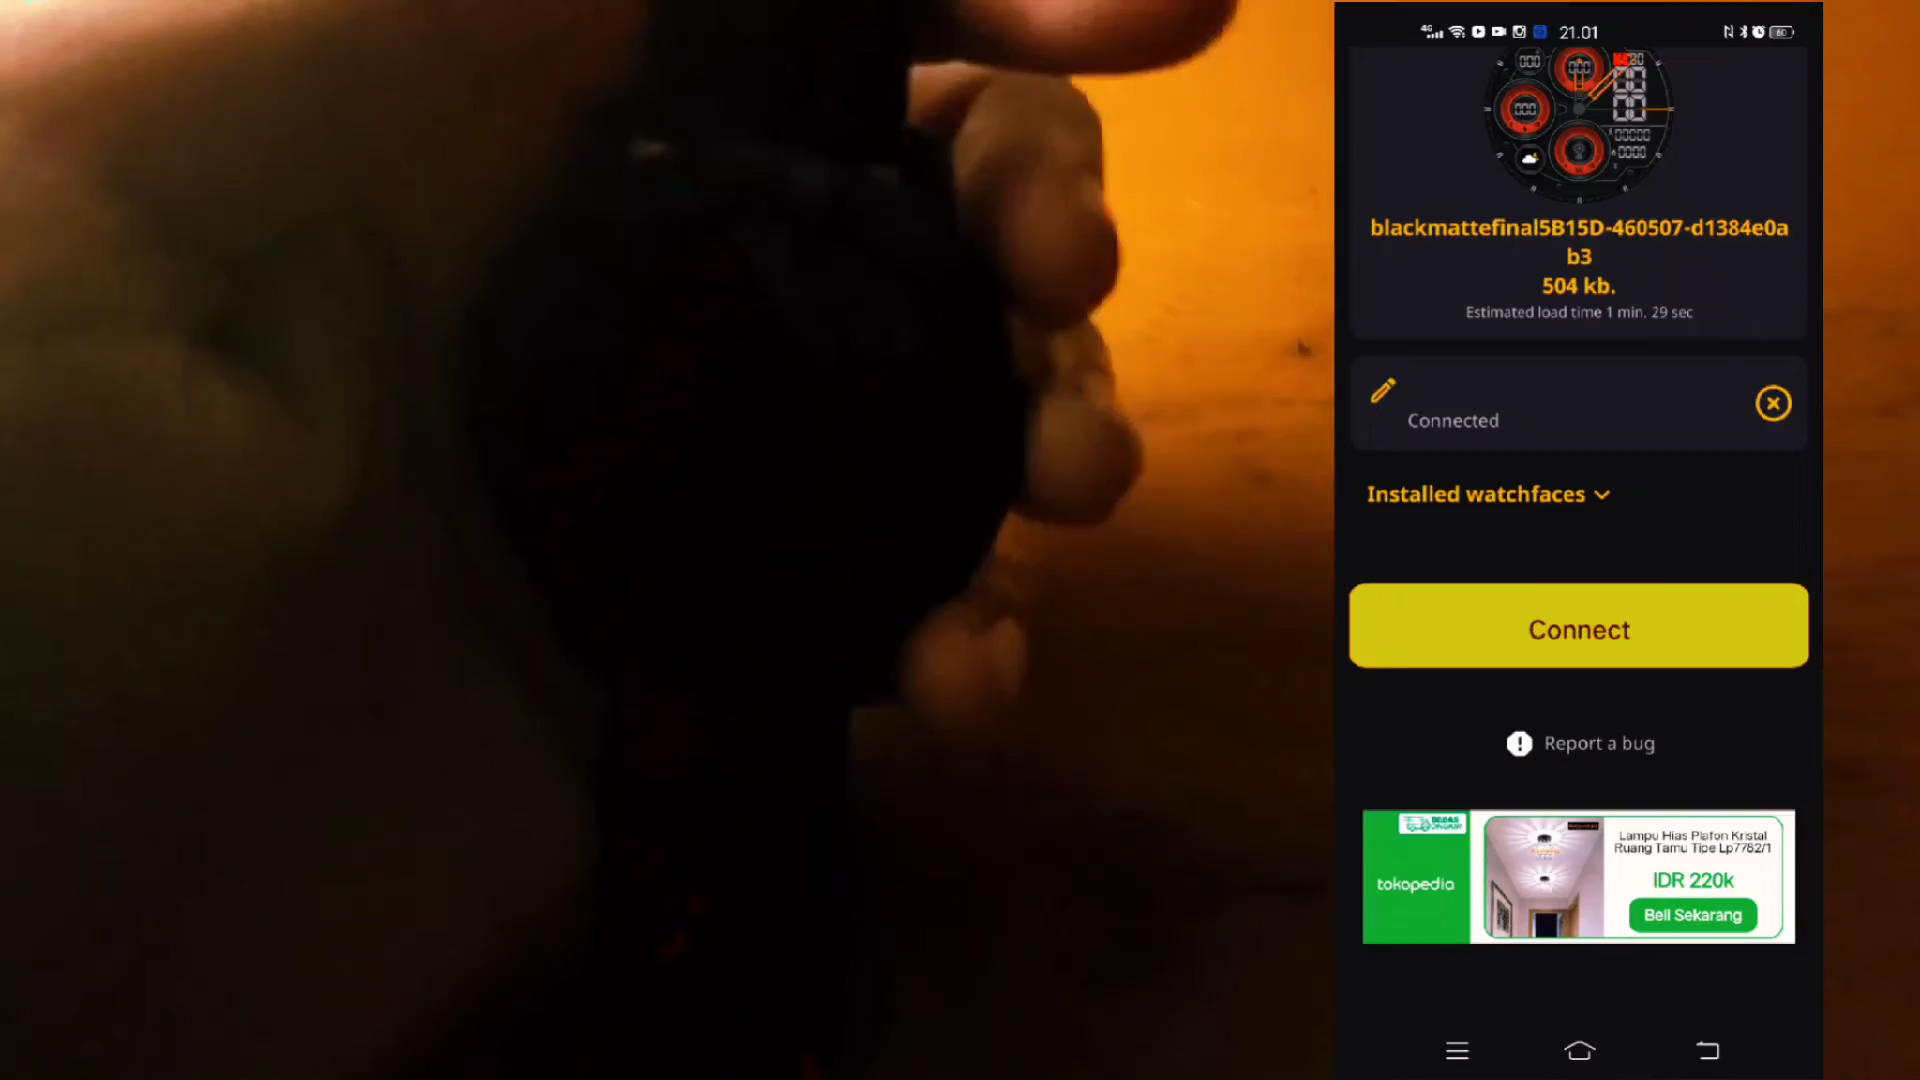 21.01
60
blackmattefinal5B15D-460507-d1384e0a
b3
504 kb.
Estimated load time 1 min. 29 sec
Connected
Installed watchfaces
Connect
Report a bug
tokopedia
Lampu Hias Plafon Kristal
Ruang Tamu Tipe Lp7762/1
IDR 220k
Beli Sekarang